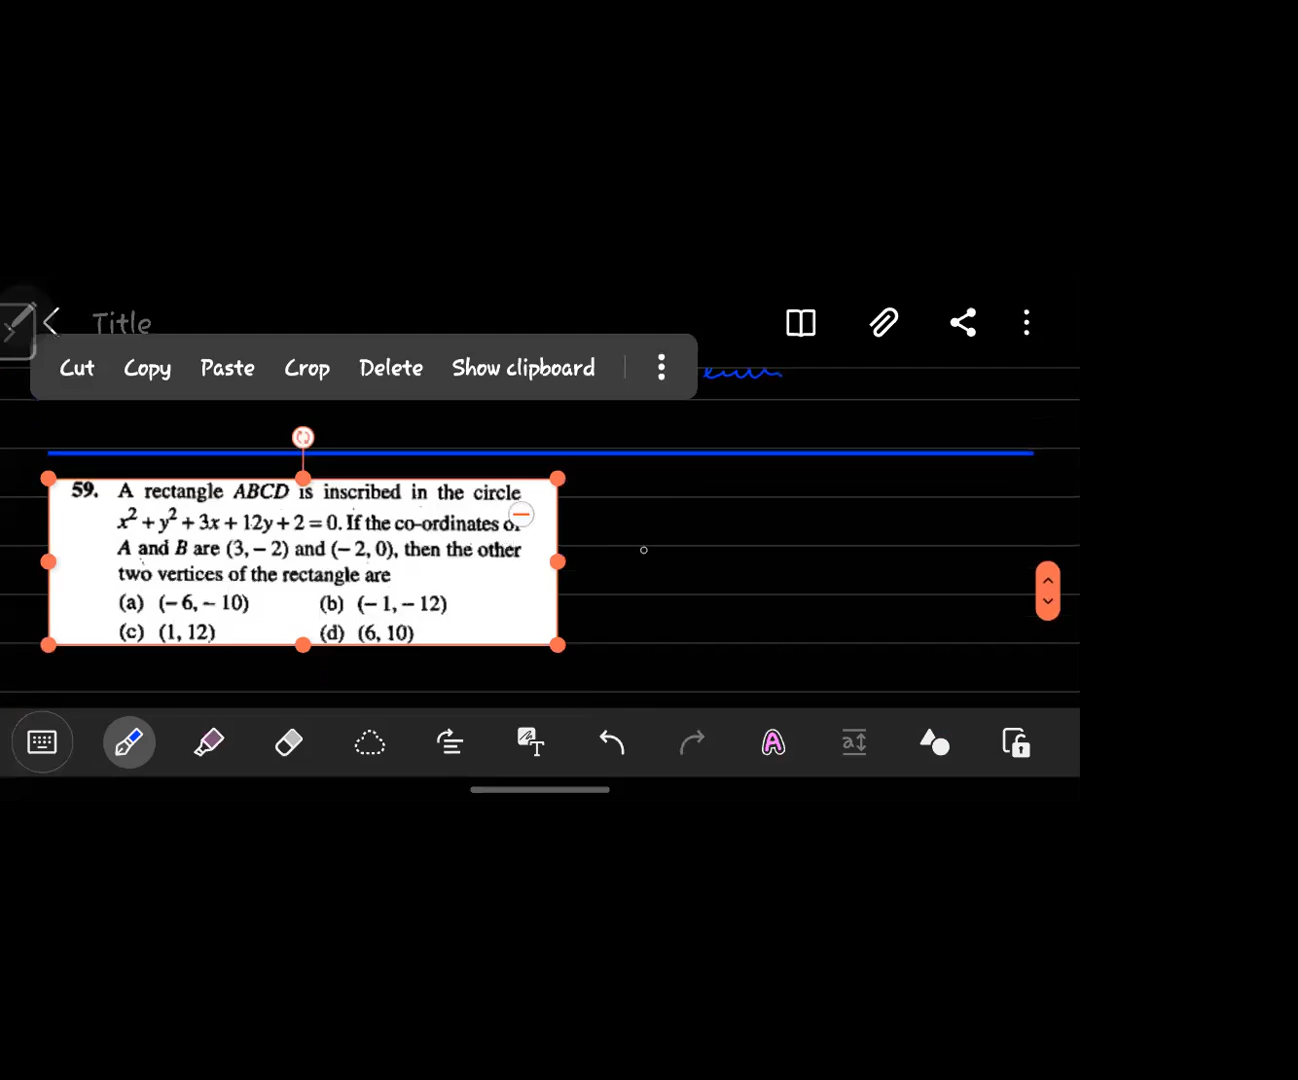 Title
Cut Copy Paste Crop Delete Show clipboard
59. A rectangle ABCD is inscribed in the circle
x² + y² + 3x + 12y + 2 = 0. If the co-ordinates
A and B are (3, – 2) and (– 2, 0), then the other
two vertices of the rectangle are
(a) (– 6, – 10) (b) (– 1, – 12)
(c) (1, 12) (d) (6, 10)